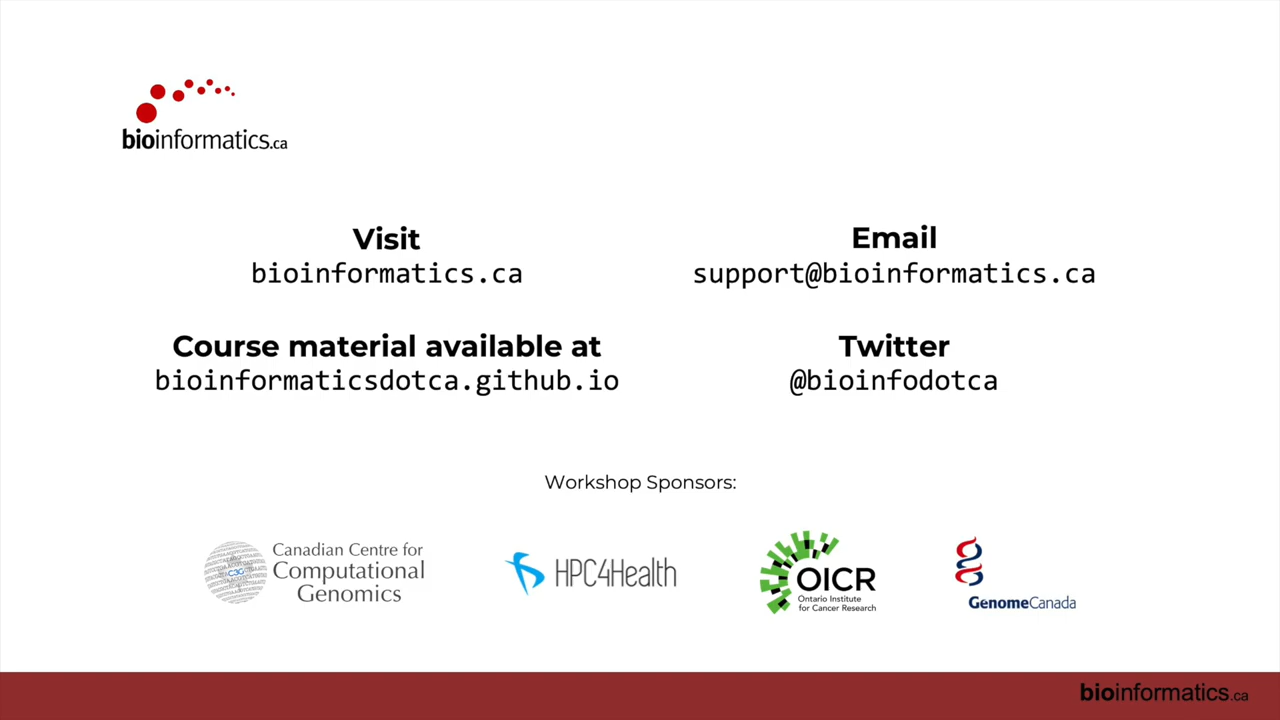 bioinformatics.ca
Visit
bioinformatics.ca
Email
support@bioinformatics.ca
Course material available at
bioinformaticsdotca.github.io
Twitter
@bioinfodotca
Workshop Sponsors:
C3G
Canadian Centre for
Computational
Genomics
HPC4Health
OICR
Ontario Institute
for Cancer Research
GenomeCanada
bioinformatics.ca